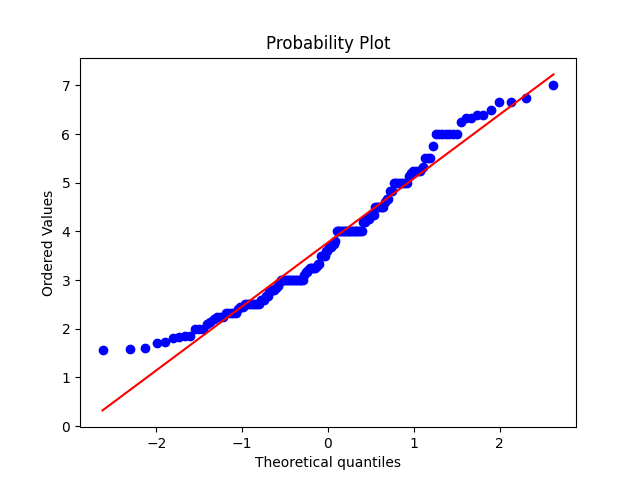 Probability Plot
7
6
5
4
3
2
1
0
Ordered Values
−2 −1 0 1 2
Theoretical quantiles